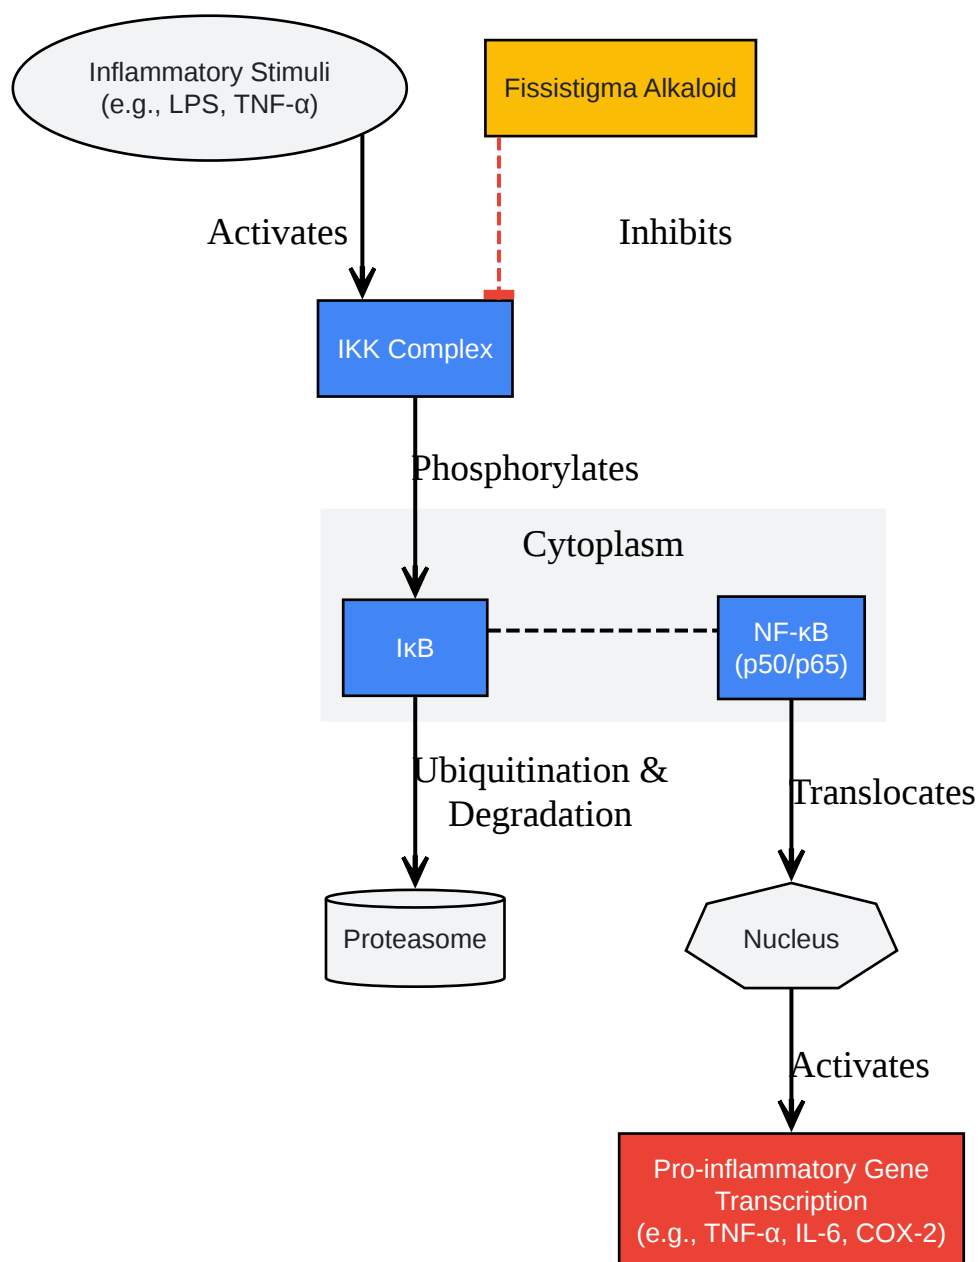 Inflammatory Stimuli
(e.g., LPS, TNF-α)
Fissistigma Alkaloid
Activates
Inhibits
IKK Complex
Phosphorylates
Cytoplasm
IκB
NF-κB
(p50/p65)
Ubiquitination &
Degradation
Translocates
Proteasome
Nucleus
Activates
Pro-inflammatory Gene
Transcription
(e.g., TNF-α, IL-6, COX-2)